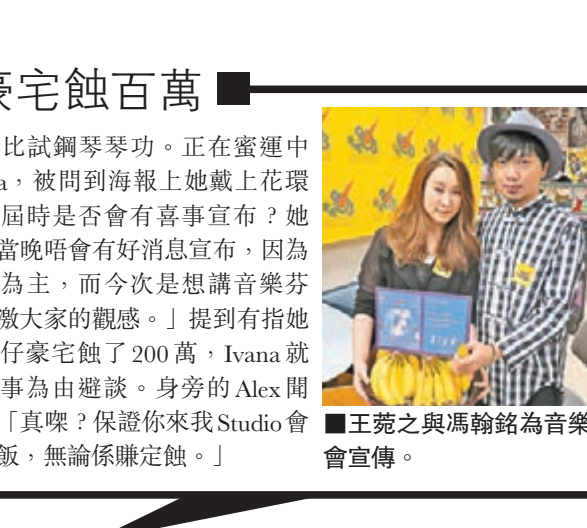 豪宅蝕百萬■
比試鋼琴琴功。正在蜜運中
a，被問到海報上她戴上花環
屆時是否會有喜事宣布？她
當晚唔會有好消息宣布，因為
為主，而今次是想講音樂芬
激大家的觀感。」提到有指她
仔豪宅蝕了200萬，Ivana就
事為由避談。身旁的Alex聞
「真㗎？保證你來我Studio會
飯，無論係賺定蝕。」
■王菀之與馮翰銘為音樂
會宣傳。